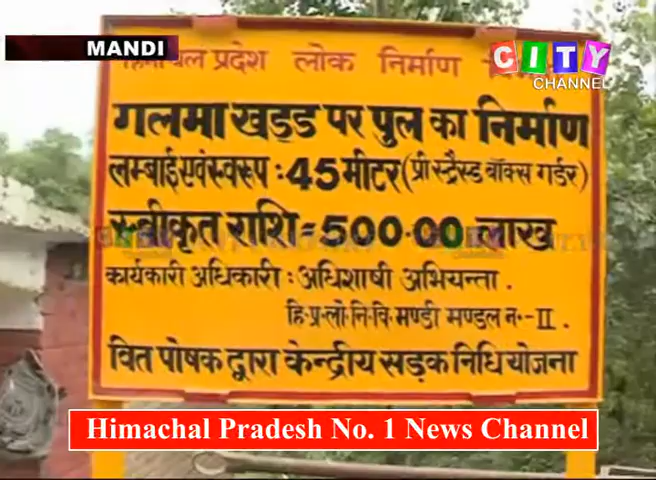 MANDI
CITY
CHANNEL
हिमाचल प्रदेश लोक निर्माण
गलमा खड्ड पर पुल का निर्माण
लम्बाई एवं स्वरूप : 45 मीटर (प्री स्ट्रैस्ड बॉक्स गर्डर)
स्वीकृत राशि = 500.00 लाख
कार्यकारी अधिकारी : अधिशाषी अभियन्ता .
हि·प्र·लो·नि·वि·मण्डी मण्डल न·-II .
वित पोषक द्वारा केन्द्रीय सड़क निधि योजना
Himachal Pradesh No. 1 News Channel